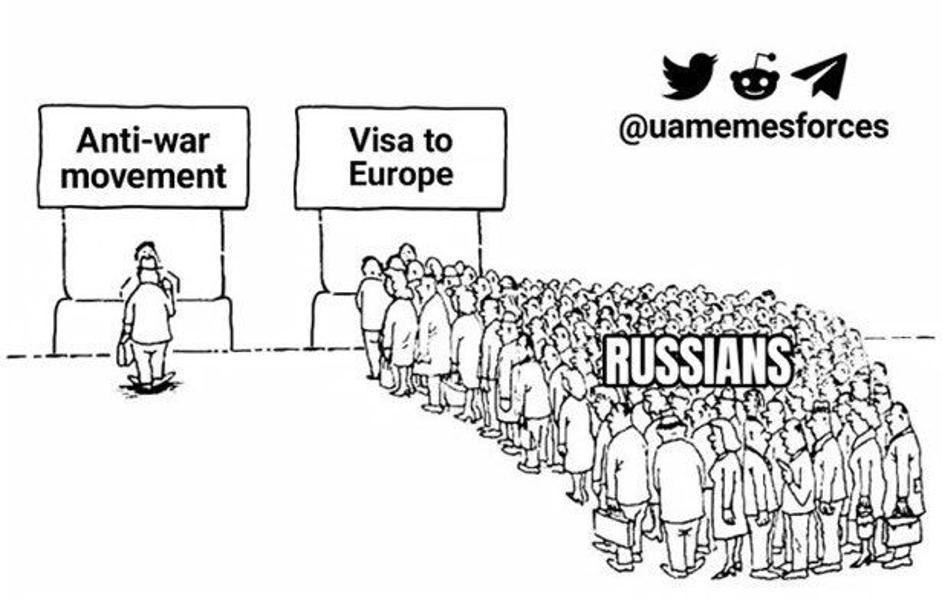 Anti-war
movement
Visa to
Europe
@uamemesforces
RUSSIANS